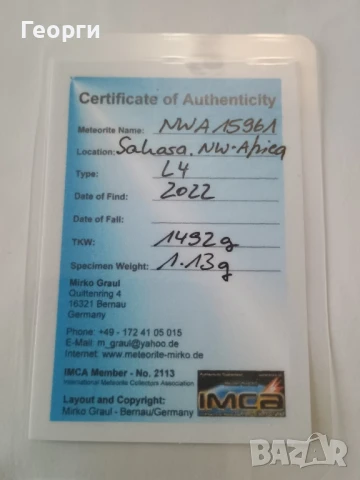 Георги
Certificate of Authenticity
Meteorite Name: NWA 15961
Location: Sahara, NW-Africa
Type: L4
Date of Find: 2022
Date of Fall:
TKW: 1492g
Specimen Weight: 1.13g
Mirko Graul
Quittenring 4
16321 Bernau
Germany
Phone: +49 - 172 41 05 015
E-Mail: m_graul@yahoo.de
Internet: www.meteorite-mirko.de
IMCA Member - No. 2113
International Meteorite Collectors Association
Layout and Copyright:
Mirko Graul - Bernau/Germany
IMCA
bazar.bg